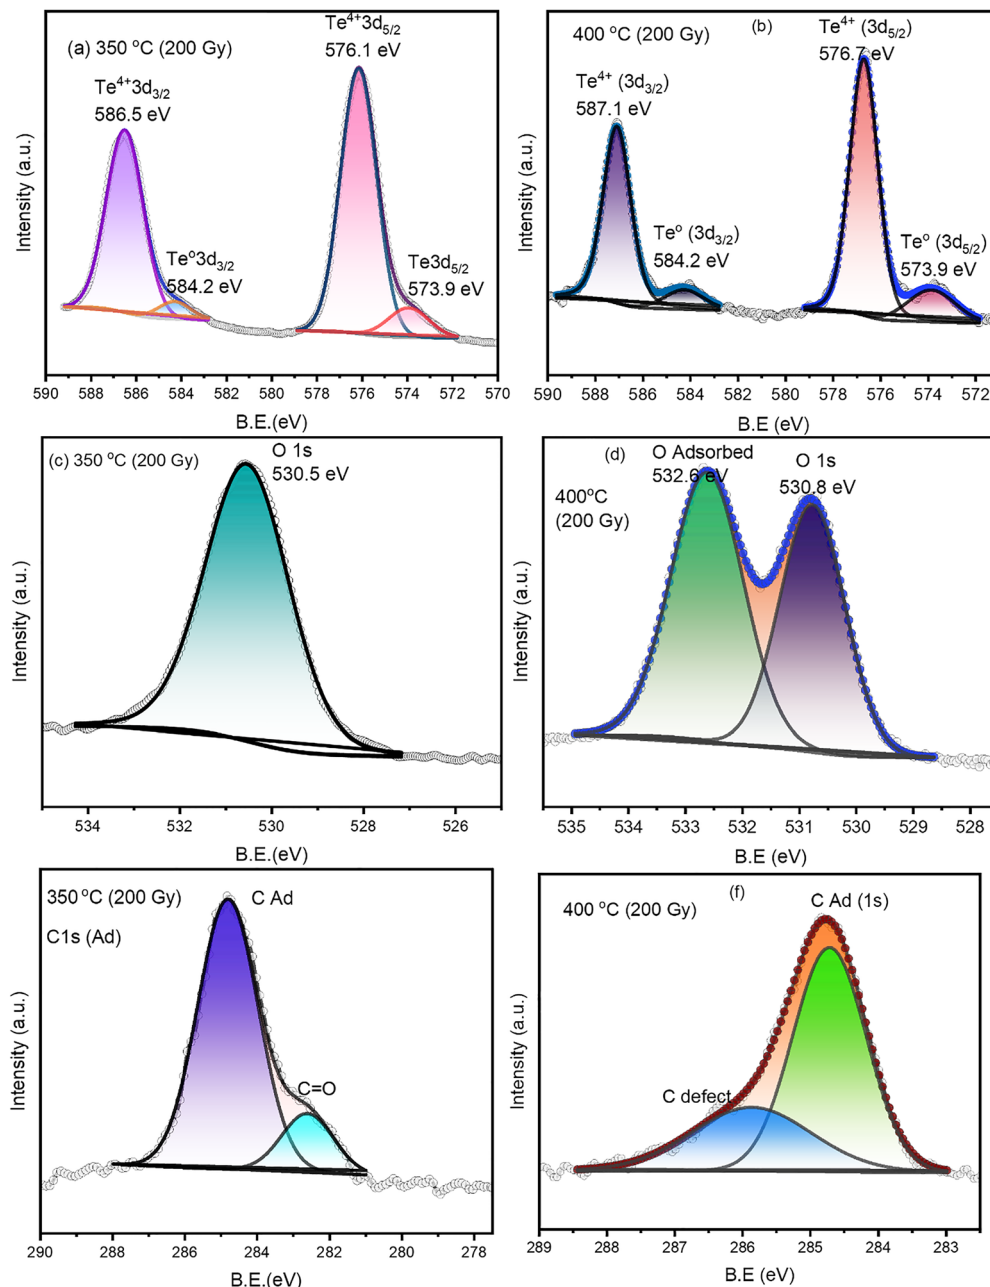 (a) 350 °C (200 Gy)
Te⁴⁺3d₅/₂
576.1 eV
Te⁴⁺3d₃/₂
586.5 eV
Teᵒ3d₃/₂
584.2 eV
Te3d₅/₂
573.9 eV
Intensity (a.u.)
590 588 586 584 582 580 578 576 574 572 570
B.E.(eV)
400 °C (200 Gy)
(b)
Te⁴⁺ (3d₅/₂)
576.7 eV
Te⁴⁺ (3d₃/₂)
587.1 eV
Teᵒ (3d₃/₂)
584.2 eV
Teᵒ (3d₅/₂)
573.9 eV
Intensity (a.u.)
590 588 586 584 582 580 578 576 574 572
B.E (eV)
(c) 350 °C (200 Gy)
O 1s
530.5 eV
Intensity (a.u.)
534 532 530 528 526
B.E.(eV)
(d)
O Adsorbed
532.6 eV
O 1s
530.8 eV
400°C
(200 Gy)
Intensity (a.u.)
535 534 533 532 531 530 529 528
B.E (eV)
350 °C (200 Gy)
C Ad
C1s (Ad)
C=O
Intensity (a.u.)
290 288 286 284 282 280 278
B.E.(eV)
400 °C (200 Gy)
(f)
C Ad (1s)
C defect
Intensity (a.u.)
289 288 287 286 285 284 283
B.E (eV)